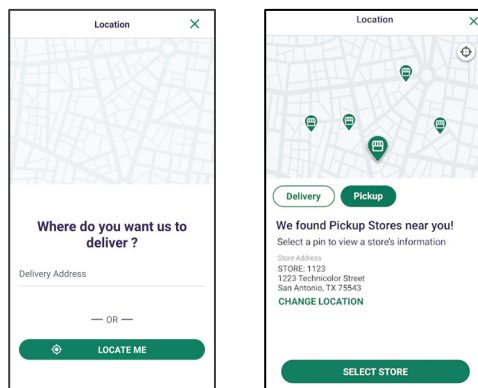 Location
Where do you want us to
deliver ?
Delivery Address
— OR —
LOCATE ME
Location
Delivery
Pickup
We found Pickup Stores near you!
Select a pin to view a store's information
Store Address
STORE: 1123
1223 Technicolor Street
San Antonio, TX 75543
CHANGE LOCATION
SELECT STORE